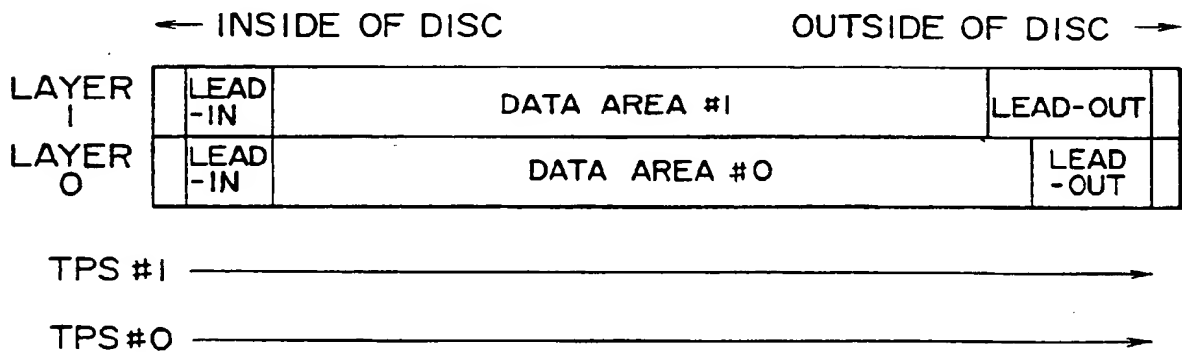 ← INSIDE OF DISC OUTSIDE OF DISC →
LAYER 1 LEAD-IN DATA AREA #1 LEAD-OUT
LAYER 0 LEAD-IN DATA AREA #0 LEAD-OUT
TPS #1
TPS #0